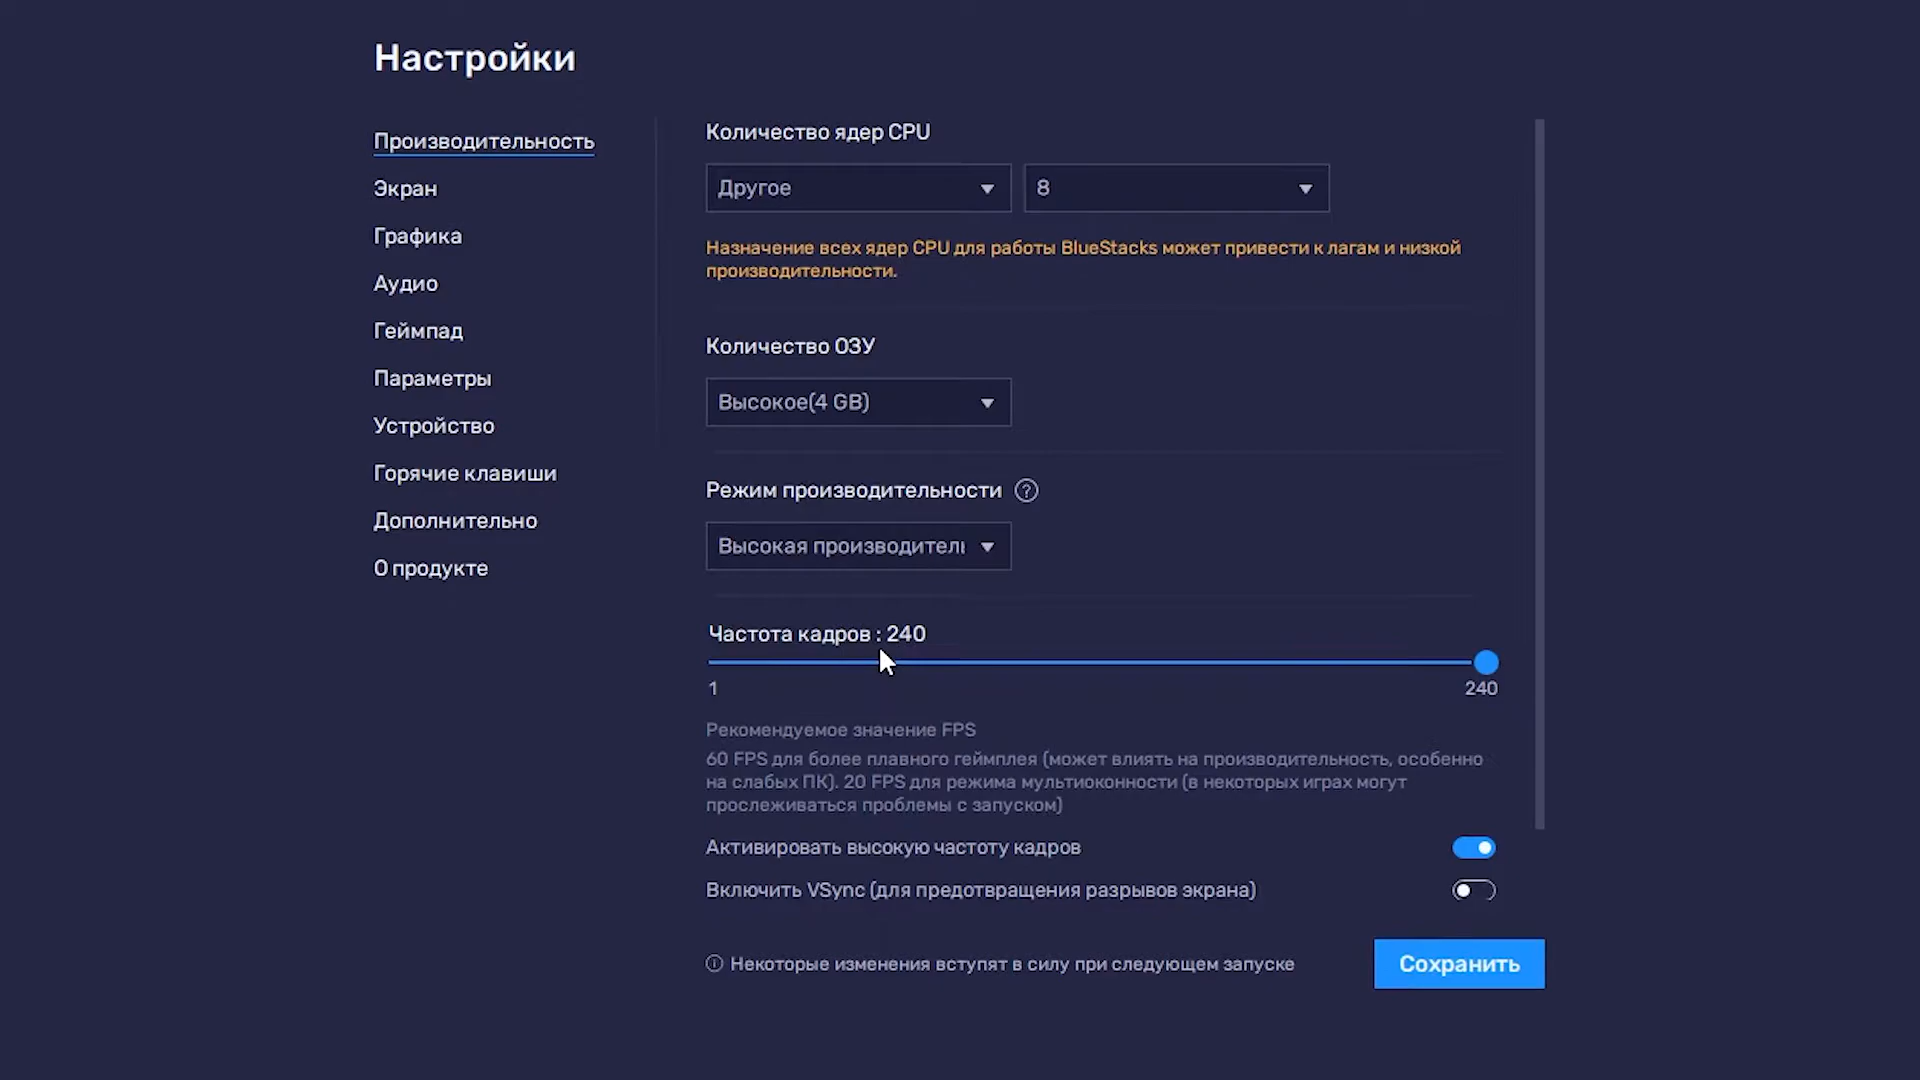 Настройки
Производительность
Экран
Графика
Аудио
Геймпад
Параметры
Устройство
Горячие клавиши
Дополнительно
О продукте
Количество ядер CPU
Другое
8
Назначение всех ядер CPU для работы BlueStacks может привести к лагам и низкой
производительности.
Количество ОЗУ
Высокое(4 GB)
Режим производительности ?
Высокая производитель
Частота кадров : 240
1
240
Рекомендуемое значение FPS
60 FPS для более плавного геймплея (может влиять на производительность, особенно
на слабых ПК). 20 FPS для режима мультиоконности (в некоторых играх могут
прослеживаться проблемы с запуском)
Активировать высокую частоту кадров
Включить VSync (для предотвращения разрывов экрана)
Некоторые изменения вступят в силу при следующем запуске
Сохранить